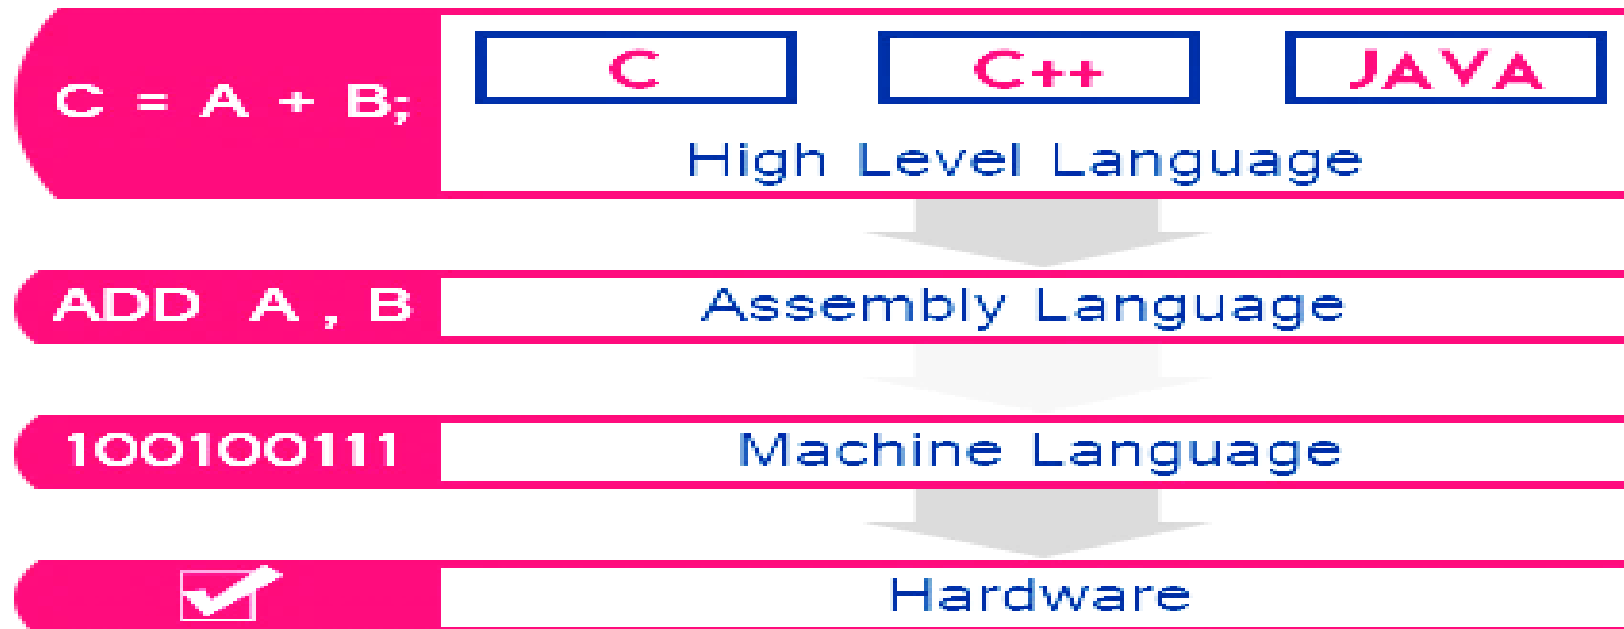 C = A + B;
C C++ JAVA
High Level Language
ADD A , B
Assembly Language
100100111
Machine Language
Hardware